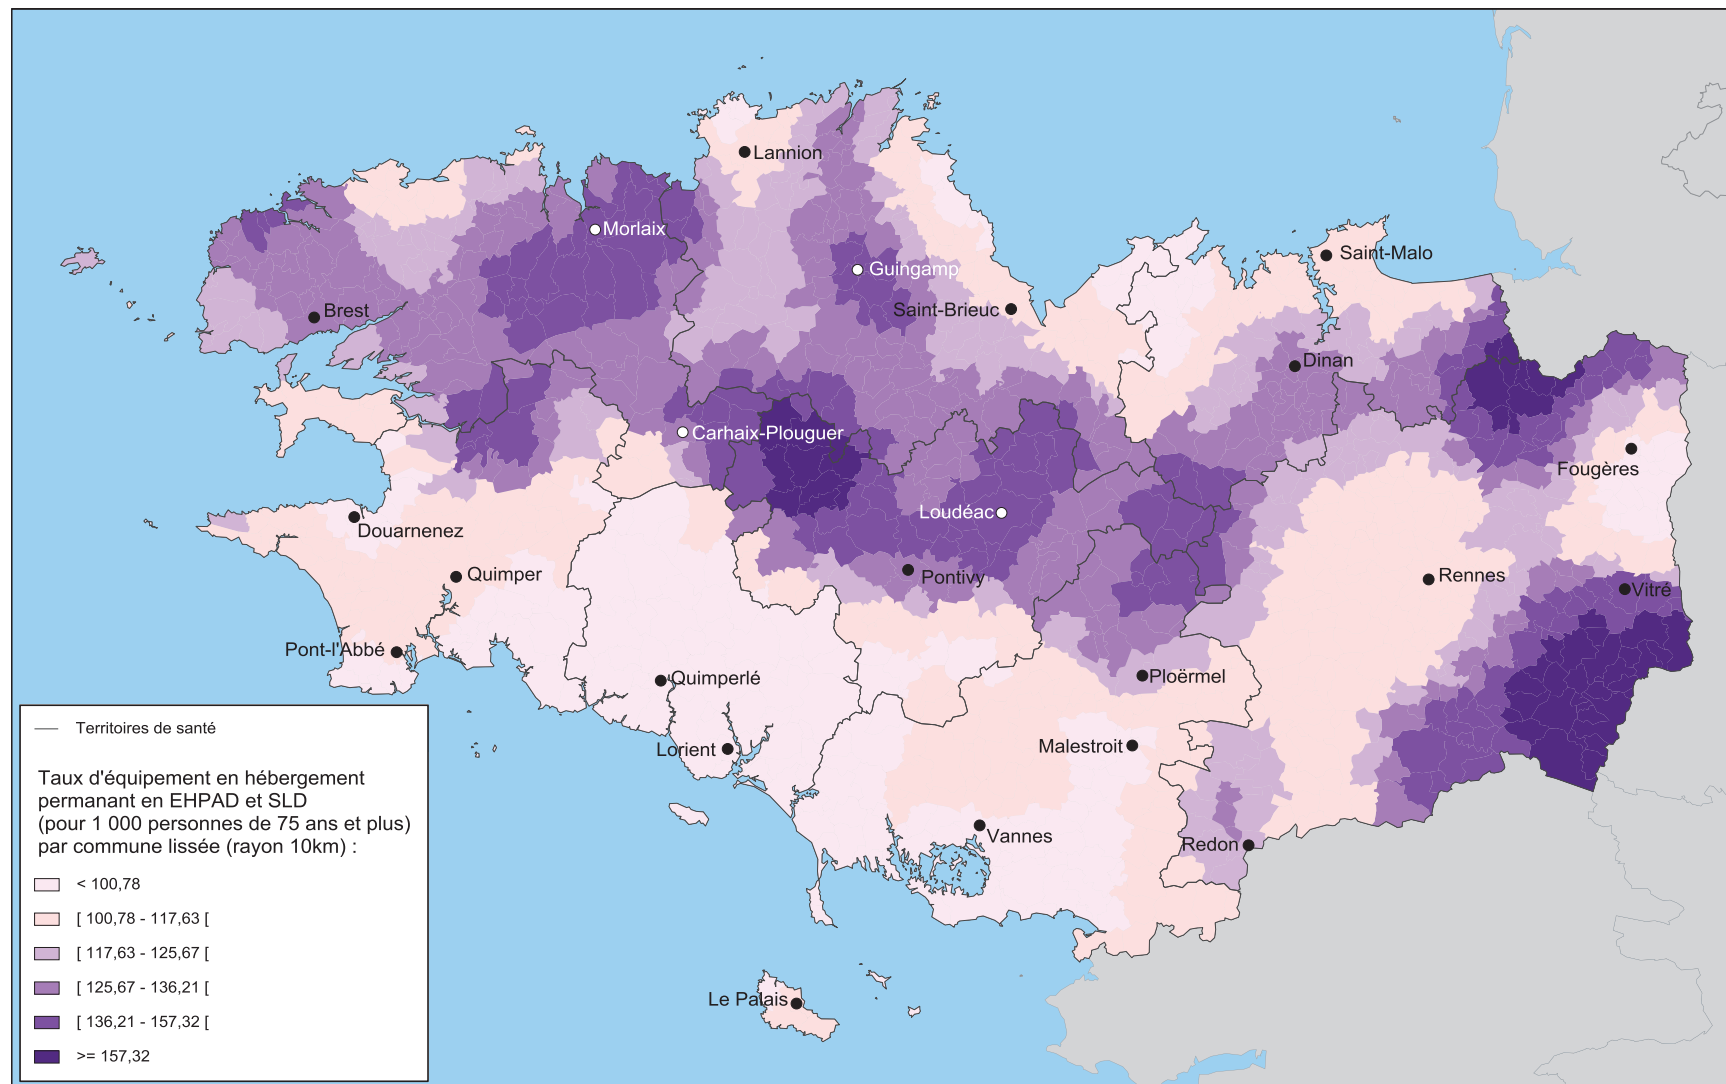 Lannion
Morlaix
Saint-Malo
Guingamp
Brest
Saint-Brieuc
Dinan
Carhaix-Plouguer
Fougères
Loudéac
Douarnenez
Quimper
Pontivy
Rennes
Vitré
Pont-l'Abbé
Quimperlé
Ploërmel
Lorient
Malestroit
Vannes
Redon
Le Palais
Territoires de santé
Taux d'équipement en hébergement
permanant en EHPAD et SLD
(pour 1 000 personnes de 75 ans et plus)
par commune lissée (rayon 10km) :
< 100,78
[ 100,78 - 117,63 [
[ 117,63 - 125,67 [
[ 125,67 - 136,21 [
[ 136,21 - 157,32 [
>= 157,32